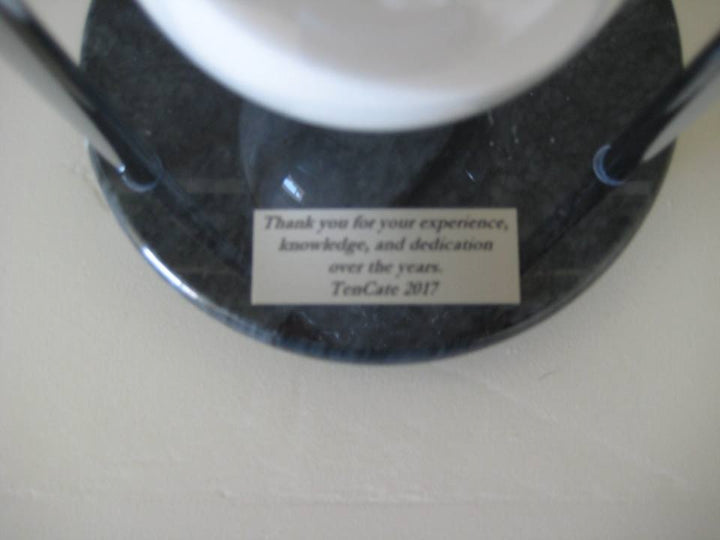 Thank you for your experience,
knowledge, and dedication
over the years.
TenCate 2017